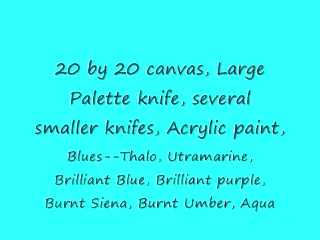 20 by 20 canvas, Large
Palette knife, several
smaller knifes, Acrylic paint,
Blues--Thalo, Utramarine,
Brilliant Blue, Brilliant purple,
Burnt Siena, Burnt Umber, Aqua